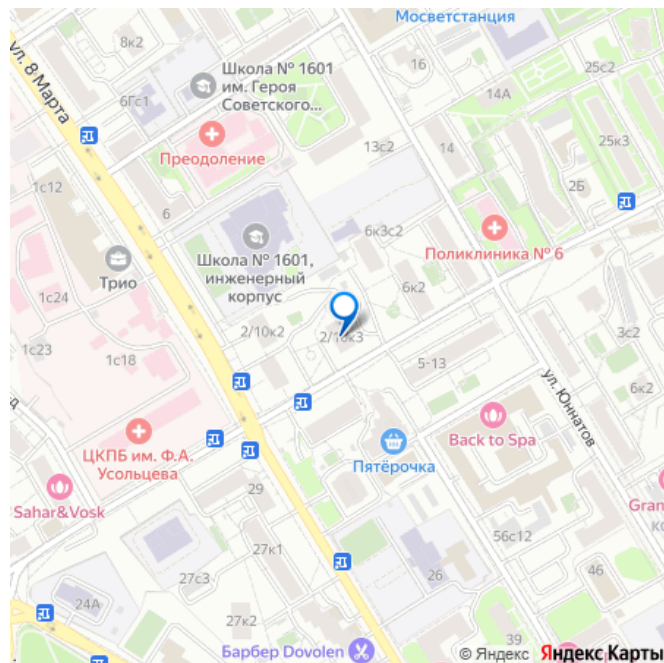 Мосветстанция
ул. 8 Марта
8к2
16
25с2
Школа № 1601
им. Героя
Советского...
6Гс1
14А
25к3
Преодоление
13с2
14
1с12
2Б
6
6к3с2
Школа № 1601,
инженерный
корпус
Поликлиника № 6
Трио
1с24
6к2
2/10к2
2/10к3
3с2
1с23
1с18
5-13
6к2
ул. Юннатов
Back to Spa
ЦКПБ им. Ф.А.
Усольцева
Пятёрочка
Sahar&Vosk
29
Gran
56с12
27к1
27с3
26
46
24А
27к2
39
Барбер Dovolen
© Яндекс Яндекс Карты